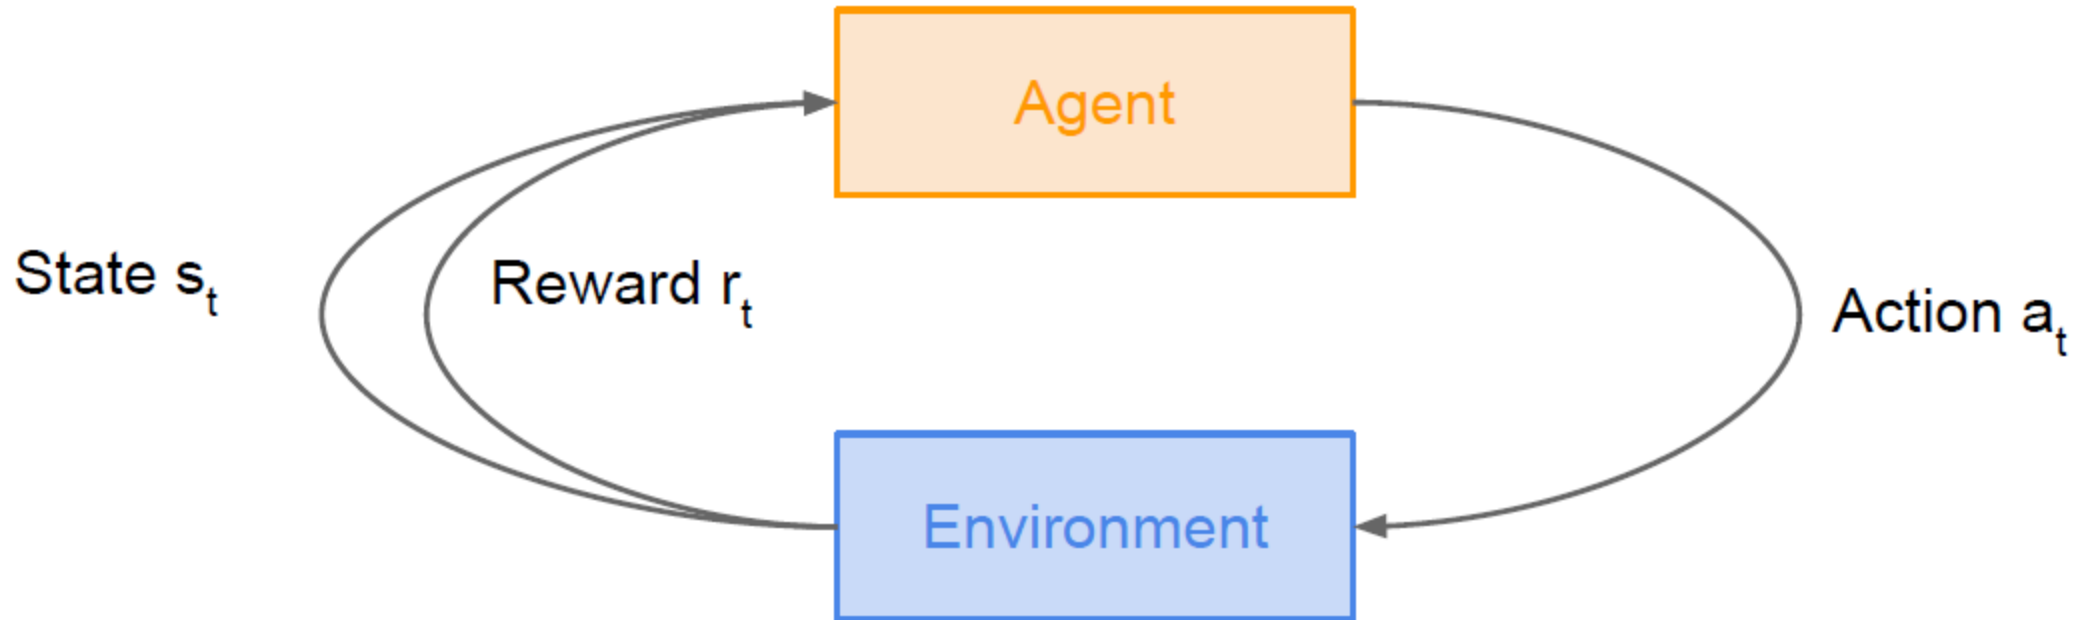 Agent
State s_t
Reward r_t
Action a_t
Environment